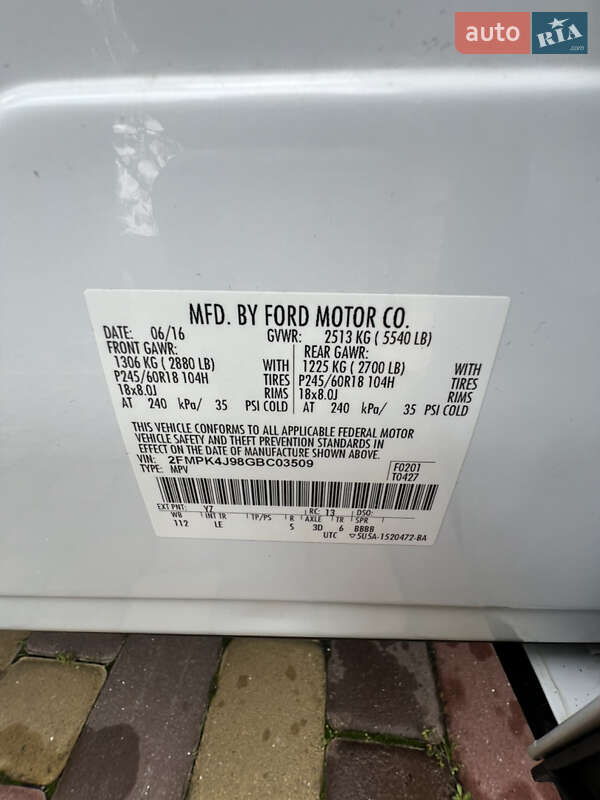 auto RIA.com
MFD. BY FORD MOTOR CO.
DATE: 06/16 GVWR: 2513 KG ( 5540 LB)
FRONT GAWR: REAR GAWR:
1306 KG ( 2880 LB) WITH 1225 KG ( 2700 LB) WITH
P245/60R18 104H TIRES P245/60R18 104H TIRES
18x8.0J RIMS 18x8.0J RIMS
AT 240 kPa/ 35 PSI COLD AT 240 kPa/ 35 PSI COLD
THIS VEHICLE CONFORMS TO ALL APPLICABLE FEDERAL MOTOR
VEHICLE SAFETY AND THEFT PREVENTION STANDARDS IN
EFFECT ON THE DATE OF MANUFACTURE SHOWN ABOVE.
VIN: 2FMPK4J98GBC03509 F0201
TYPE: MPV T0427
EXT PNT: YZ RC: 13 DSO:
WB INT TR TP/PS R AXLE TR SPR
112 LE 5 3D 6 BBBB
UTC ▽5U5A-1520472-BA